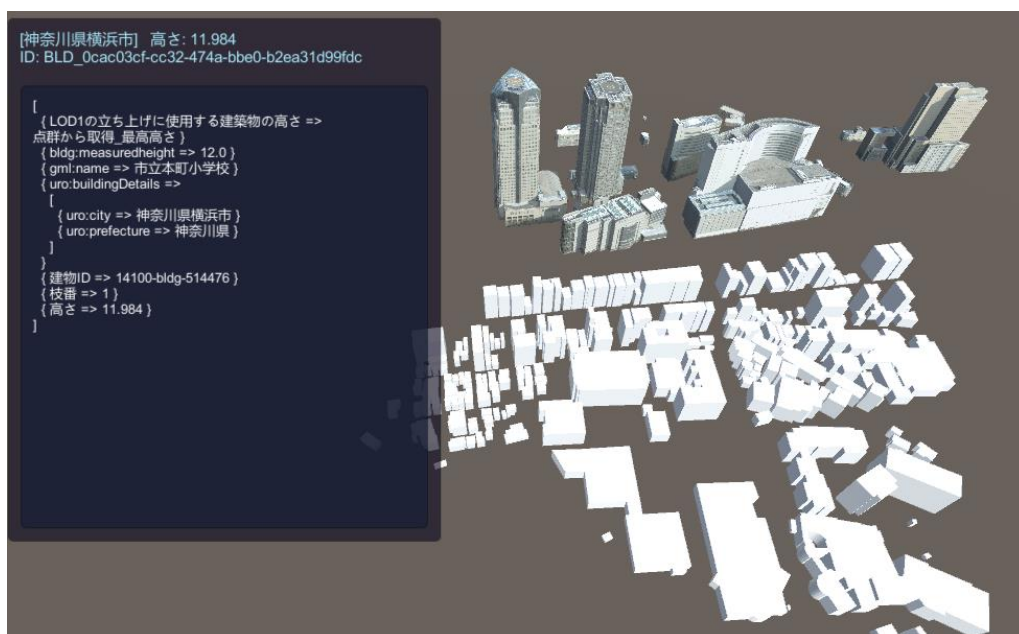 [神奈川県横浜市]　高さ: 11.984
ID: BLD_0cac03cf-cc32-474a-bbe0-b2ea31d99fdc
[
{ LOD1の立ち上げに使用する建築物の高さ =>
点群から取得_最高高さ }
{ bldg:measuredheight => 12.0 }
{ gml:name => 市立本町小学校 }
{ uro:buildingDetails =>
[
{ uro:city => 神奈川県横浜市 }
{ uro:prefecture => 神奈川県 }
]
}
{ 建物ID => 14100-bldg-514476 }
{ 枝番 => 1 }
{ 高さ => 11.984 }
]